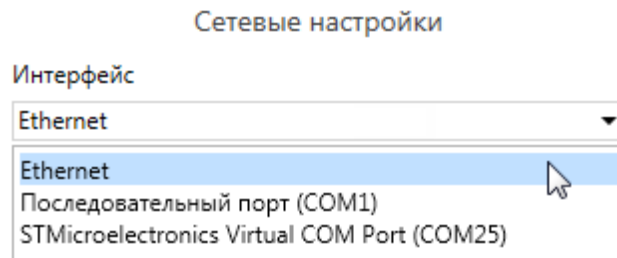 Сетевые настройки
Интерфейс
Ethernet
Ethernet
Последовательный порт (COM1)
STMicroelectronics Virtual COM Port (COM25)